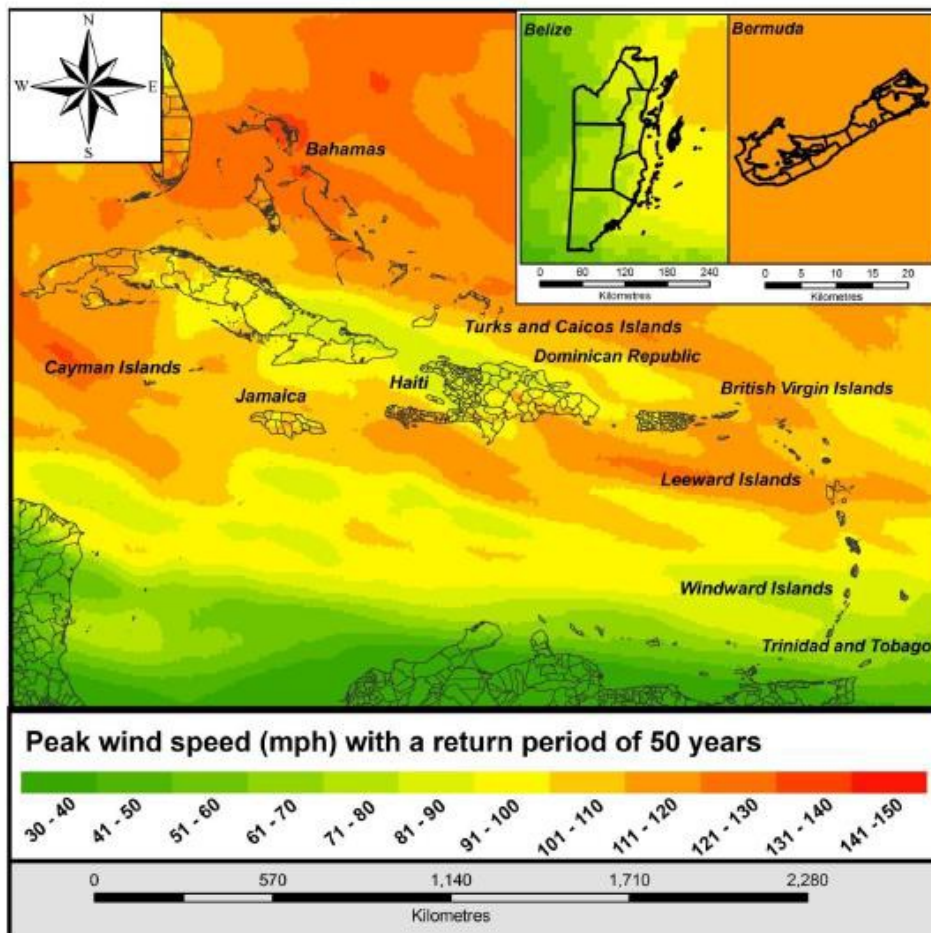 N
W E
S
Belize
Bermuda
Bahamas
0 60 120 180 240
Kilometres
0 5 10 15 20
Kilometres
Turks and Caicos Islands
Dominican Republic
Cayman Islands
Haiti
British Virgin Islands
Jamaica
Leeward Islands
Windward Islands
Trinidad and Tobago
Peak wind speed (mph) with a return period of 50 years
30 - 40 41 - 50 51 - 60 61 - 70 71 - 80 81 - 90 91 - 100 101 - 110 111 - 120 121 - 130 131 - 140 141 -150
0 570 1,140 1,710 2,280
Kilometres